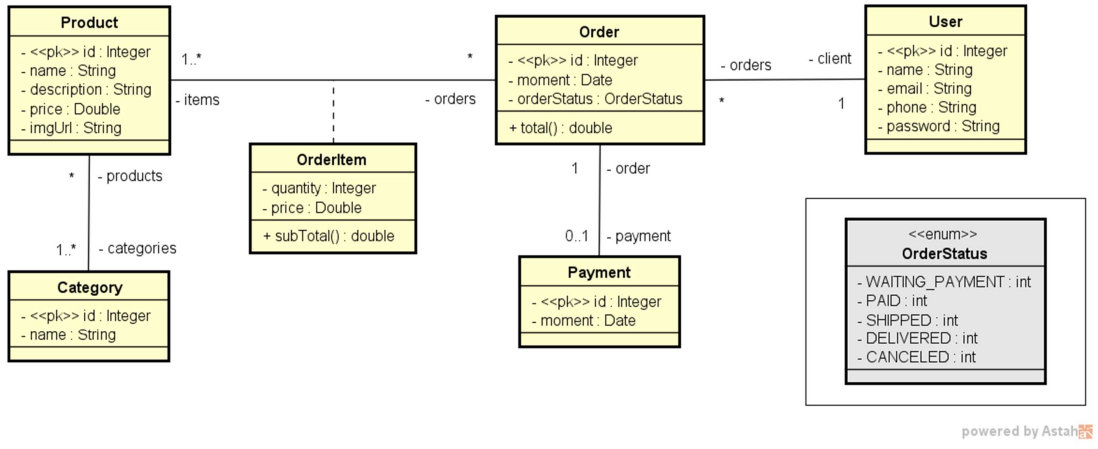 Product
- <<pk>> id : Integer
- name : String
- description : String
- price : Double
- imgUrl : String
1..*
- items
*
- orders
Order
- <<pk>> id : Integer
- moment : Date
- orderStatus : OrderStatus
+ total() : double
- orders
*
- client
1
User
- <<pk>> id : Integer
- name : String
- email : String
- phone : String
- password : String
OrderItem
- quantity : Integer
- price : Double
+ subTotal() : double
* - products
1..* - categories
Category
- <<pk>> id : Integer
- name : String
1 - order
0..1 - payment
Payment
- <<pk>> id : Integer
- moment : Date
<<enum>>
OrderStatus
- WAITING_PAYMENT : int
- PAID : int
- SHIPPED : int
- DELIVERED : int
- CANCELED : int
powered by Astah